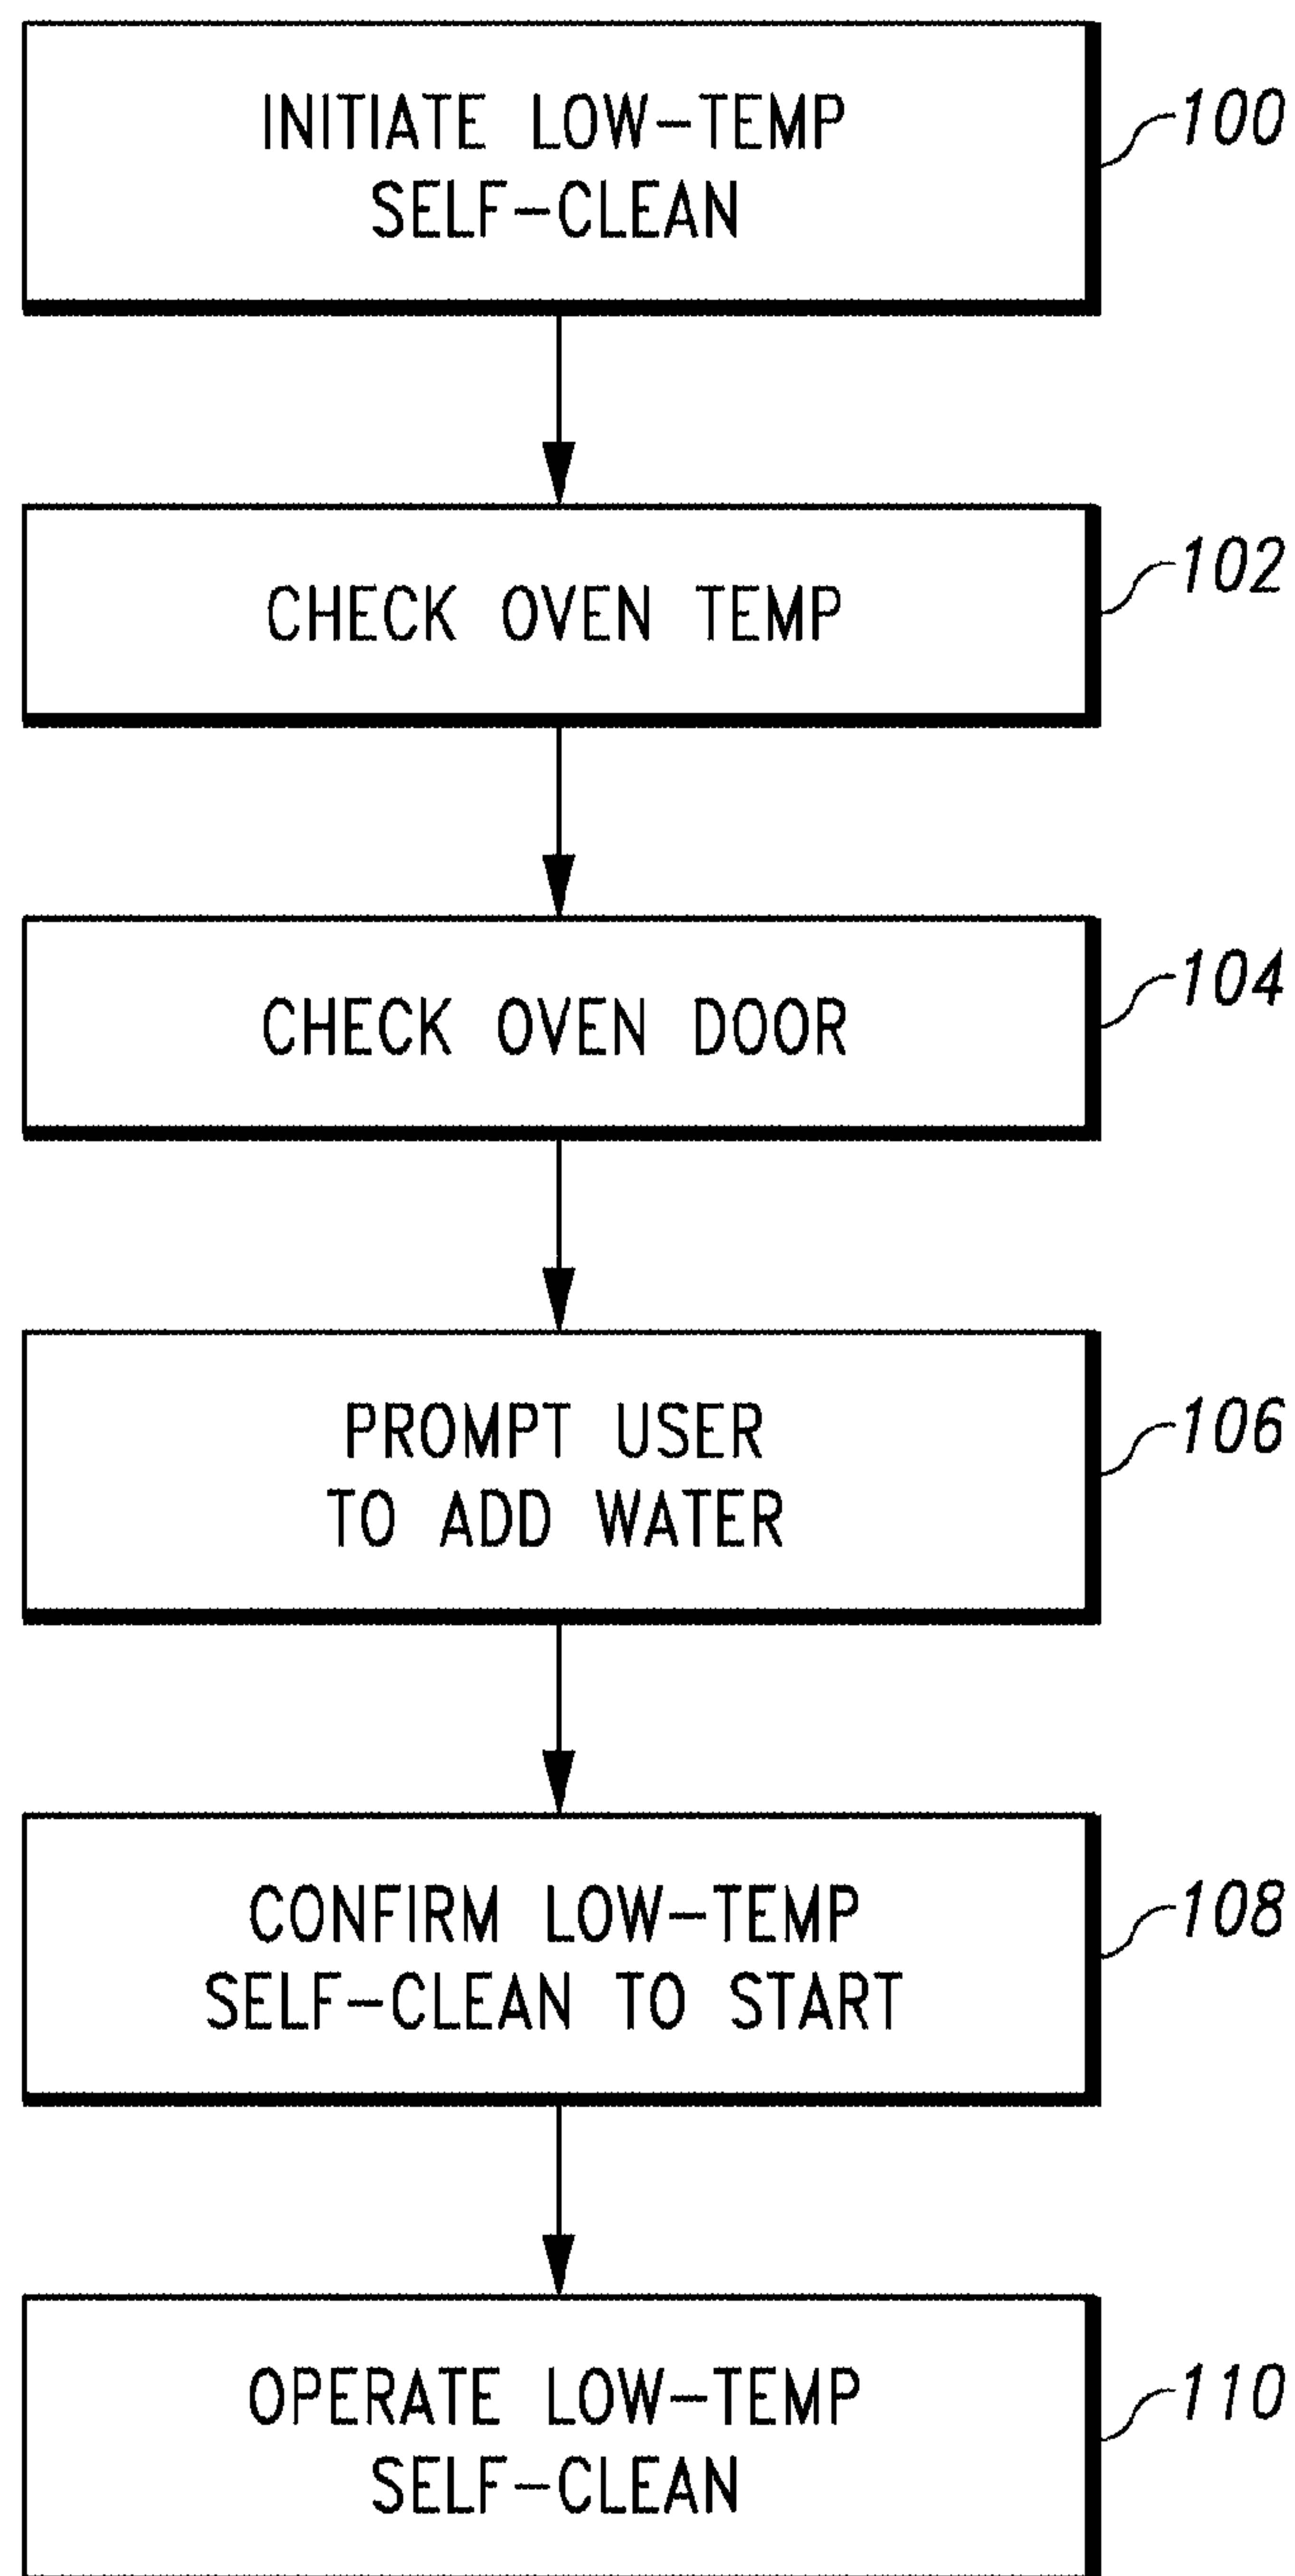 INITIATE LOW-TEMP
SELF-CLEAN
100
CHECK OVEN TEMP
102
CHECK OVEN DOOR
104
PROMPT USER
TO ADD WATER
106
CONFIRM LOW-TEMP
SELF-CLEAN TO START
108
OPERATE LOW-TEMP
SELF-CLEAN
110